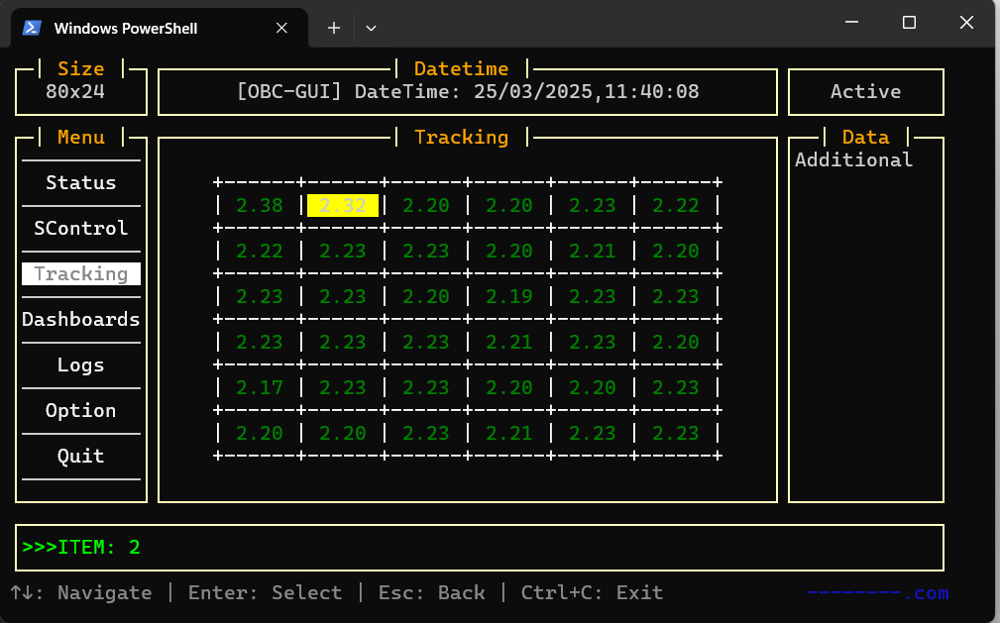 Windows PowerShell
Size
Datetime
80x24
[OBC-GUI] DateTime: 25/03/2025,11:40:08
Active
Menu
Tracking
Data
Additional
Status
SControl
Tracking
Dashboards
Logs
Option
Quit
+------+------+------+------+------+------+
| 2.38 | 2.32 | 2.20 | 2.20 | 2.23 | 2.22 |
+------+------+------+------+------+------+
| 2.22 | 2.23 | 2.23 | 2.20 | 2.21 | 2.20 |
+------+------+------+------+------+------+
| 2.23 | 2.23 | 2.20 | 2.19 | 2.23 | 2.23 |
+------+------+------+------+------+------+
| 2.23 | 2.23 | 2.23 | 2.21 | 2.23 | 2.20 |
+------+------+------+------+------+------+
| 2.17 | 2.23 | 2.23 | 2.20 | 2.20 | 2.23 |
+------+------+------+------+------+------+
| 2.20 | 2.20 | 2.23 | 2.21 | 2.23 | 2.23 |
+------+------+------+------+------+------+
>>>ITEM: 2
↑↓: Navigate | Enter: Select | Esc: Back | Ctrl+C: Exit
--------.com